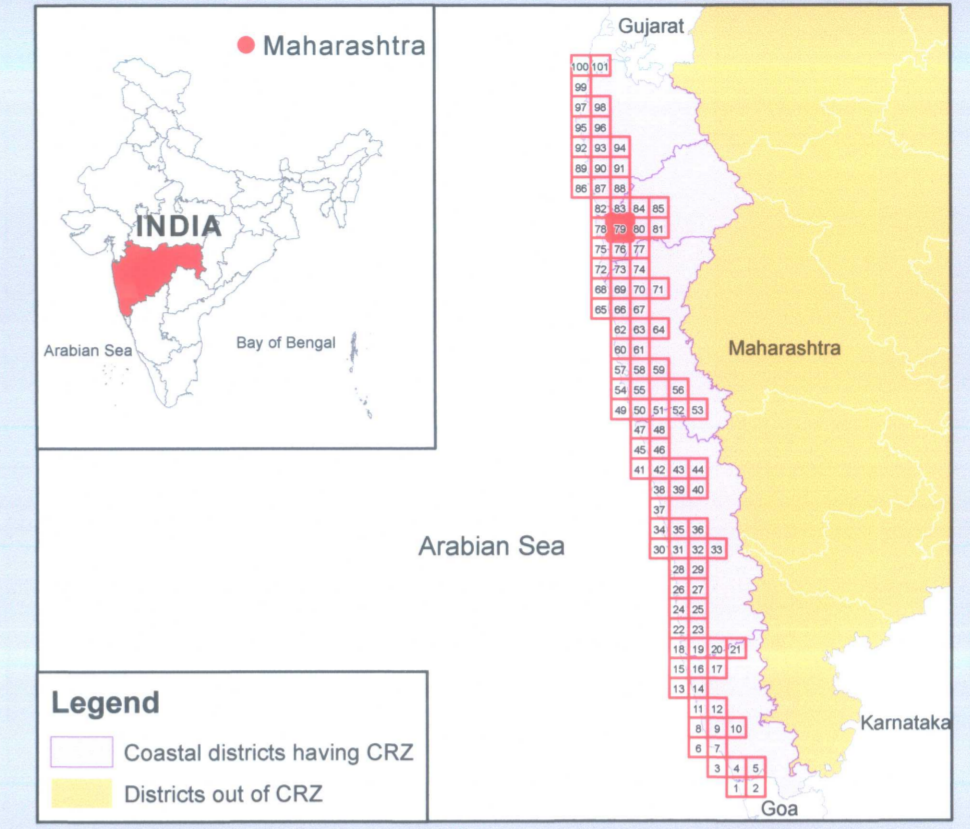 Maharashtra
INDIA
Arabian Sea
Bay of Bengal
Gujarat
100 101
99
97 98
95 96
92 93 94
89 90 91
86 87 88
82 83 84 85
78 79 80 81
75 76 77
72 73 74
68 69 70 71
65 66 67
62 63 64
60 61
57 58 59
54 55 56
49 50 51 52 53
47 48
45 46
41 42 43 44
38 39 40
37
34 35 36
30 31 32 33
28 29
26 27
24 25
22 23
18 19 20 21
15 16 17
13 14
11 12
8 9 10
6 7
3 4 5
1 2
Maharashtra
Arabian Sea
Karnataka
Goa
Legend
Coastal districts having CRZ
Districts out of CRZ